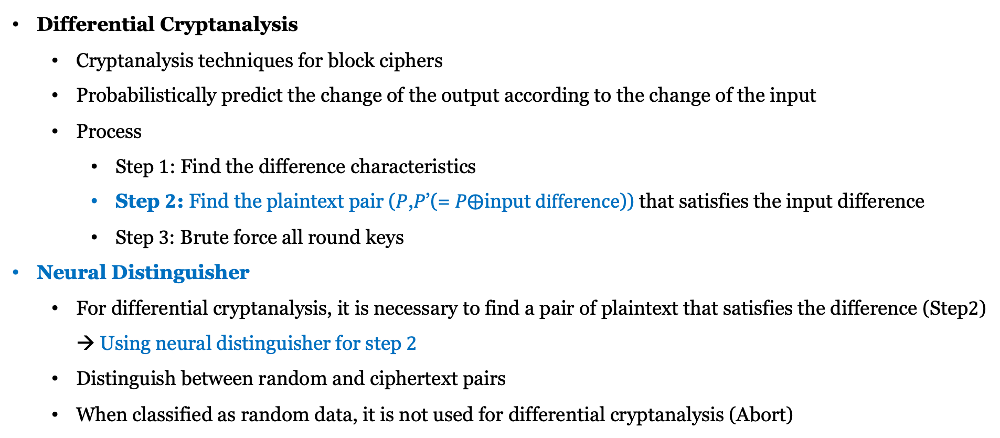 • Differential Cryptanalysis
• Cryptanalysis techniques for block ciphers
• Probabilistically predict the change of the output according to the change of the input
• Process
• Step 1: Find the difference characteristics
• Step 2: Find the plaintext pair (P,P’(= P⊕input difference)) that satisfies the input difference
• Step 3: Brute force all round keys
• Neural Distinguisher
• For differential cryptanalysis, it is necessary to find a pair of plaintext that satisfies the difference (Step2)
→ Using neural distinguisher for step 2
• Distinguish between random and ciphertext pairs
• When classified as random data, it is not used for differential cryptanalysis (Abort)